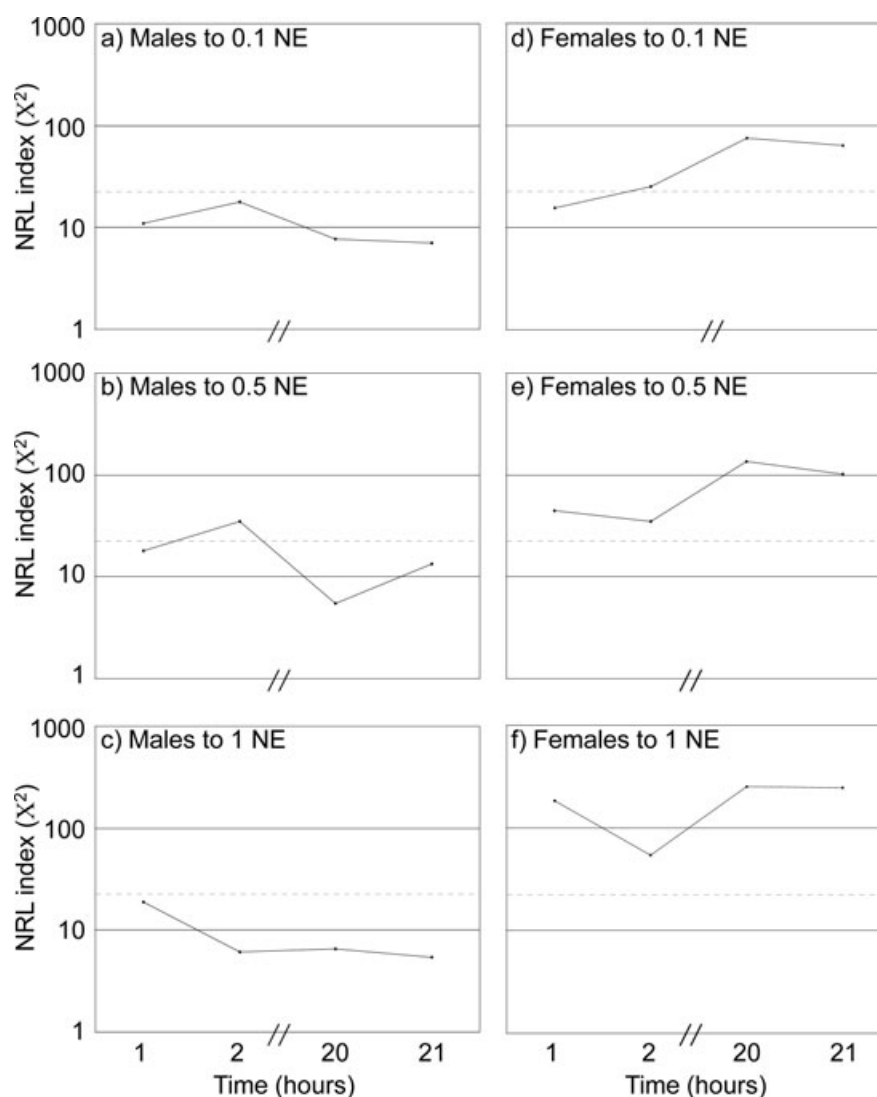 a) Males to 0.1 NE
d) Females to 0.1 NE
NRL index (X²)
1000
100
10
1
//
//
b) Males to 0.5 NE
e) Females to 0.5 NE
NRL index (X²)
1000
100
10
1
//
//
c) Males to 1 NE
f) Females to 1 NE
NRL index (X²)
1000
100
10
1
//
//
1 2 20 21
1 2 20 21
Time (hours)
Time (hours)